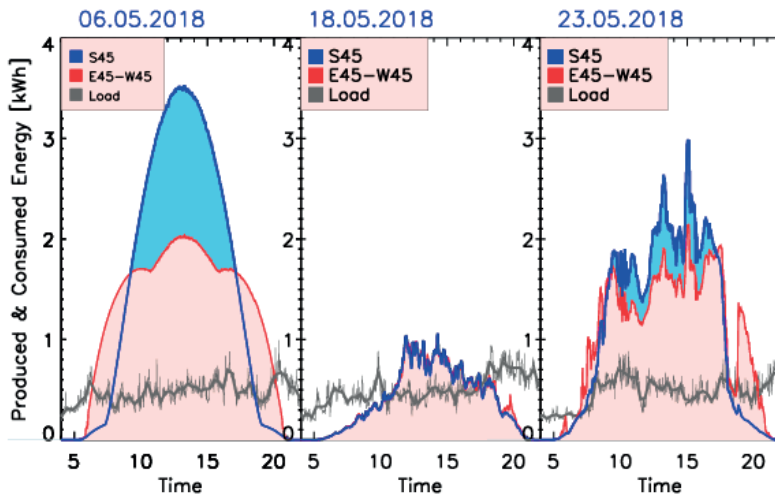 06.05.2018 18.05.2018 23.05.2018
4 4 4
S45 S45 S45
E45-W45 E45-W45 E45-W45
Load Load Load
3 3 3
2 2 2
1 1 1
0 0 0
Produced & Consumed Energy [kWh]
5 10 15 20 5 10 15 20 5 10 15 20
Time Time Time